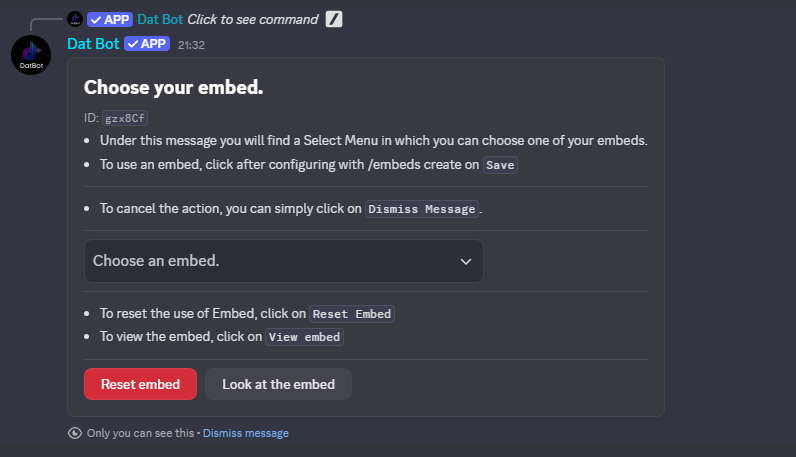 APP Dat Bot Click to see command /
Dat Bot APP 21:32
DatBot
Choose your embed.
ID: gzx8Cf
Under this message you will find a Select Menu in which you can choose one of your embeds.
To use an embed, click after configuring with /embeds create on Save
To cancel the action, you can simply click on Dismiss Message.
Choose an embed.
To reset the use of Embed, click on Reset Embed
To view the embed, click on View embed
Reset embed Look at the embed
Only you can see this • Dismiss message